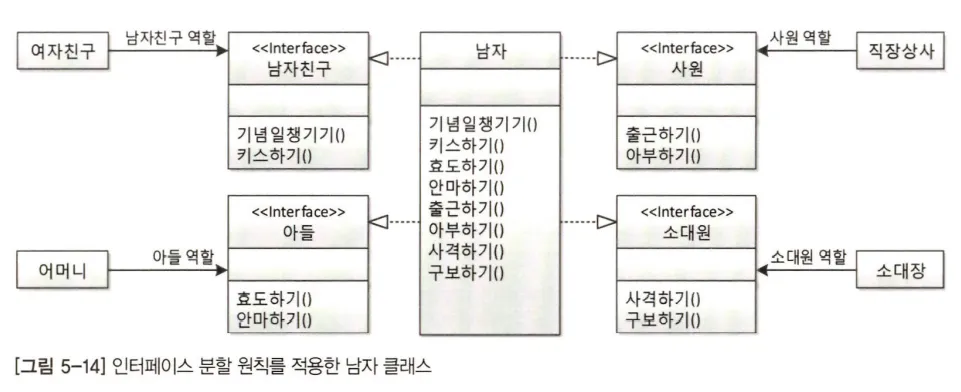 여자친구
남자친구 역할
<<Interface>>
남자친구
기념일챙기기()
키스하기()
남자
기념일챙기기()
키스하기()
효도하기()
안마하기()
출근하기()
아부하기()
사격하기()
구보하기()
<<Interface>>
사원
출근하기()
아부하기()
사원 역할
직장상사
어머니
아들 역할
<<Interface>>
아들
효도하기()
안마하기()
<<Interface>>
소대원
사격하기()
구보하기()
소대원 역할
소대장
[그림 5-14] 인터페이스 분할 원칙를 적용한 남자 클래스